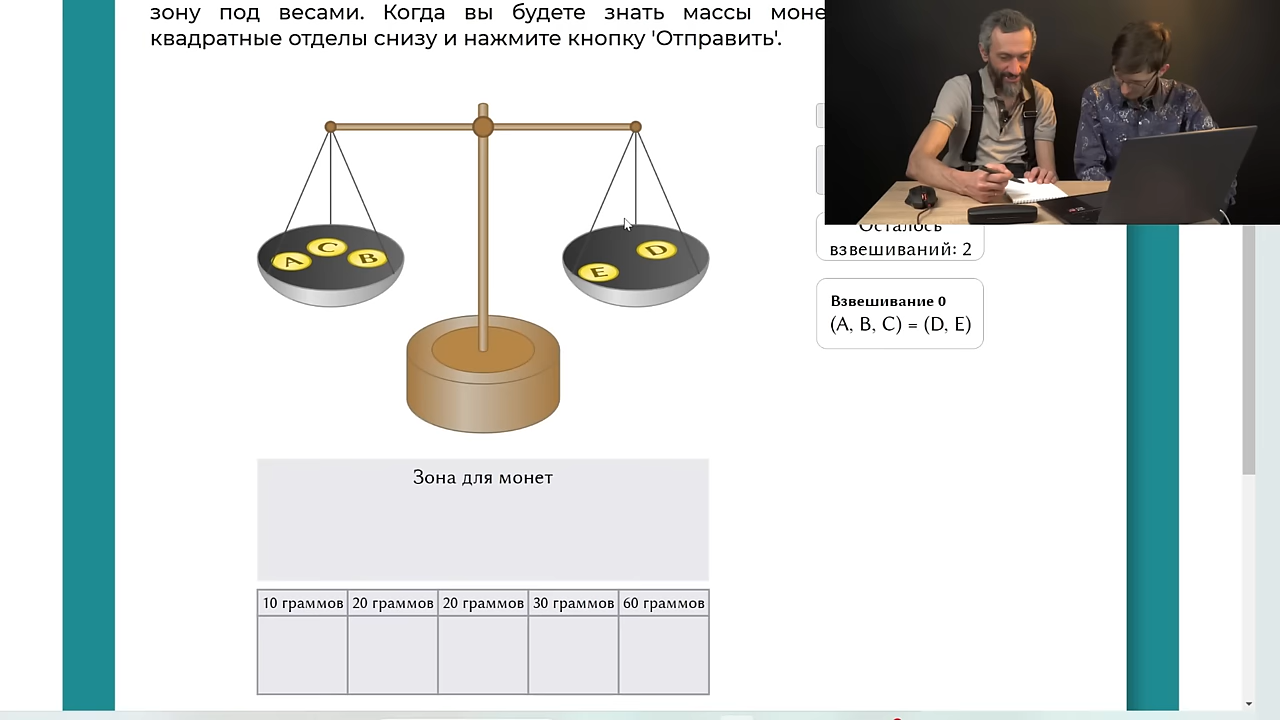 зону под весами. Когда вы будете знать массы моне
квадратные отделы снизу и нажмите кнопку 'Отправить'.
A C B
E D
Осталось
взвешиваний: 2
Взвешивание 0
(A, B, C) = (D, E)
Зона для монет
10 граммов 20 граммов 20 граммов 30 граммов 60 граммов